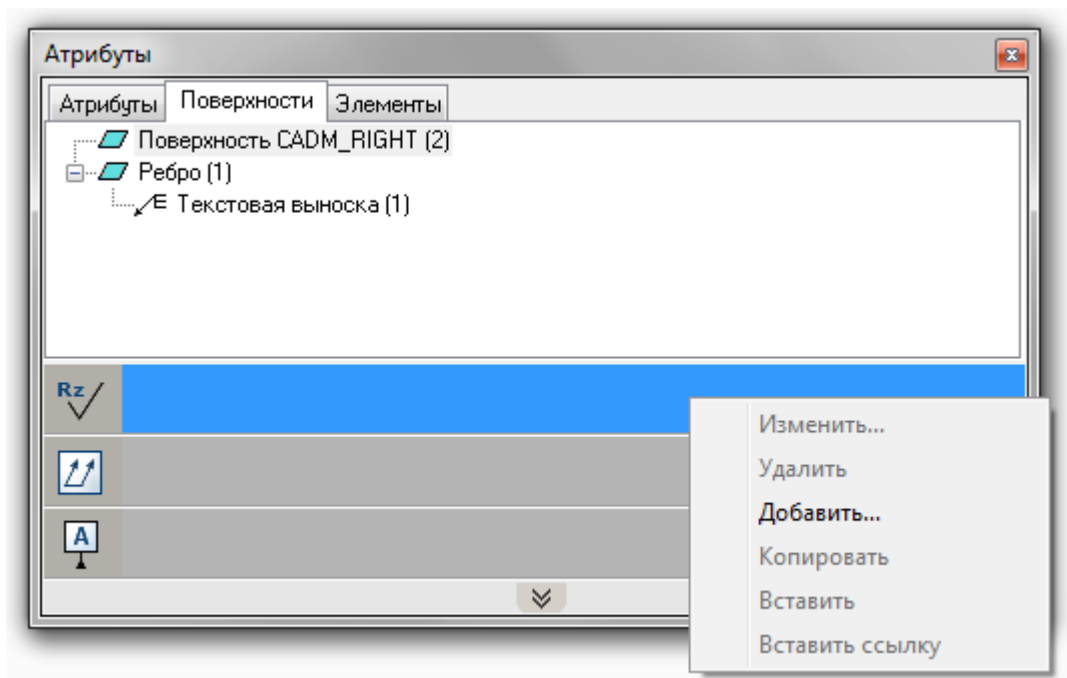 Атрибуты
Атрибуты Поверхности Элементы
Поверхность CADM_RIGHT (2)
Ребро (1)
E Текстовая выноска (1)
Rz
A
Изменить...
Удалить
Добавить...
Копировать
Вставить
Вставить ссылку